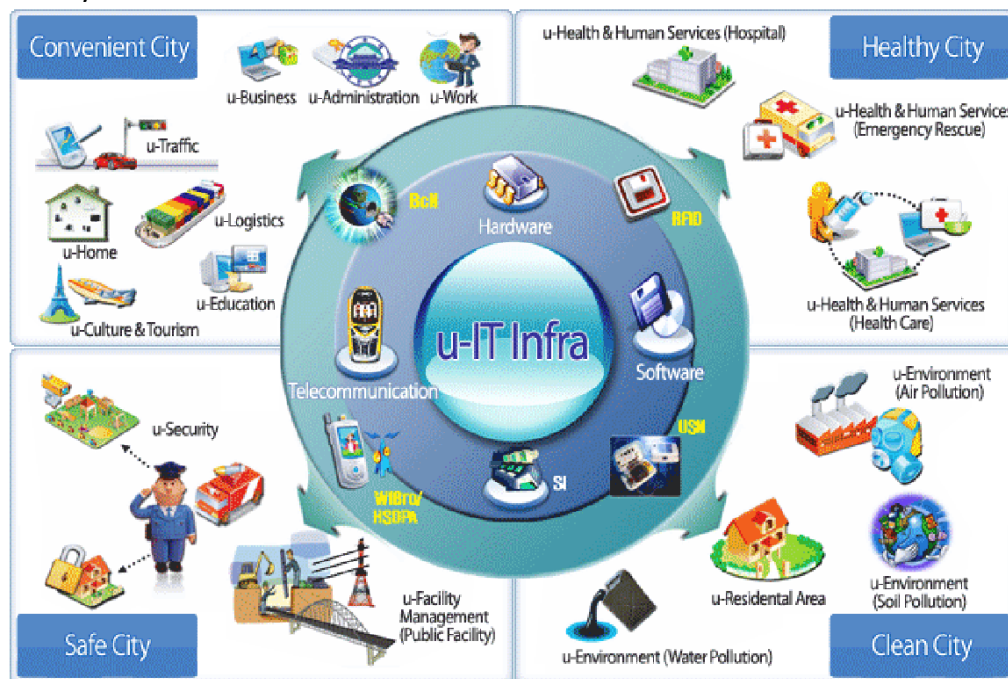 Convenient City
u-Business
u-Administration
u-Work
u-Traffic
u-Logistics
u-Home
u-Education
u-Culture & Tourism
u-Health & Human Services (Hospital)
Healthy City
u-Health & Human Services
(Emergency Rescue)
u-Health & Human Services
(Health Care)
BcN
Hardware
RFID
u-IT Infra
Telecommunication
Software
WiBro/
HSDPA
SI
USN
u-Security
u-Facility
Management
(Public Facility)
Safe City
u-Environment
(Air Pollution)
u-Residental Area
u-Environment
(Soil Pollution)
u-Environment (Water Pollution)
Clean City